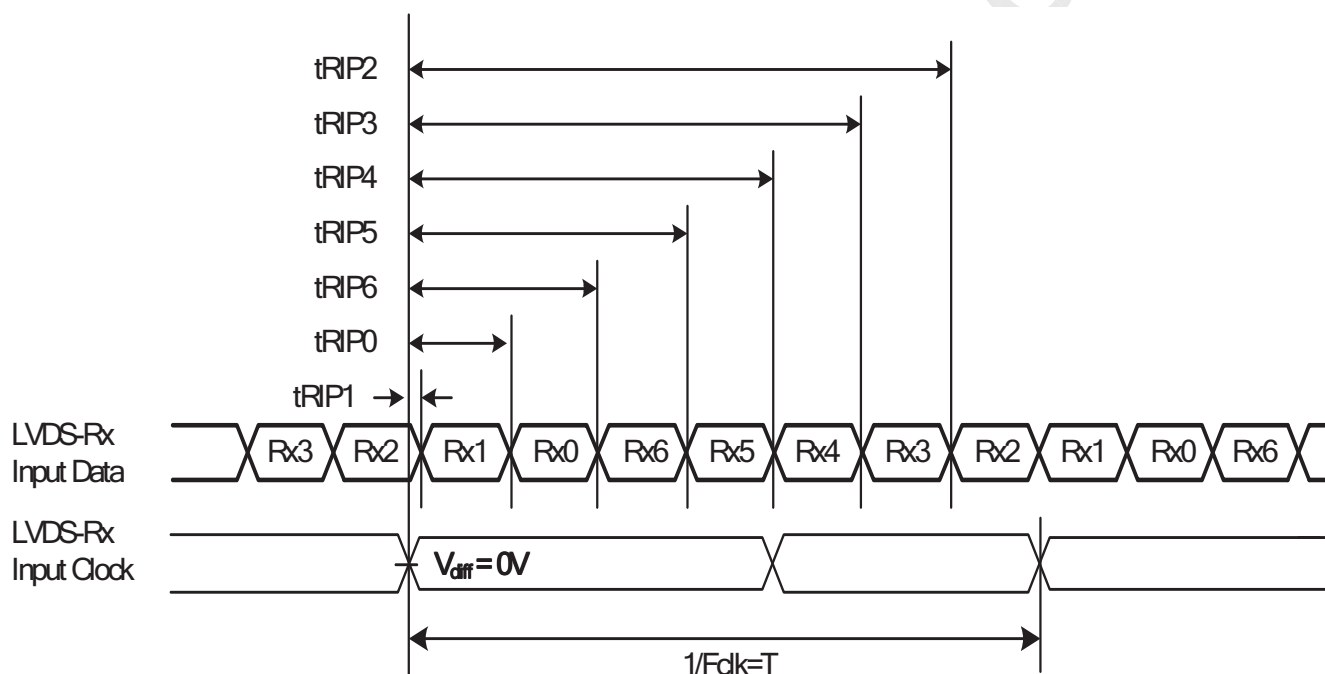 tRIP2
tRIP3
tRIP4
tRIP5
tRIP6
tRIP0
tRIP1
LVDS-Rx
Input Data
Rx3 Rx2 Rx1 Rx0 Rx6 Rx5 Rx4 Rx3 Rx2 Rx1 Rx0 Rx6
LVDS-Rx
Input Clock
Vdiff = 0V
1/Fclk=T